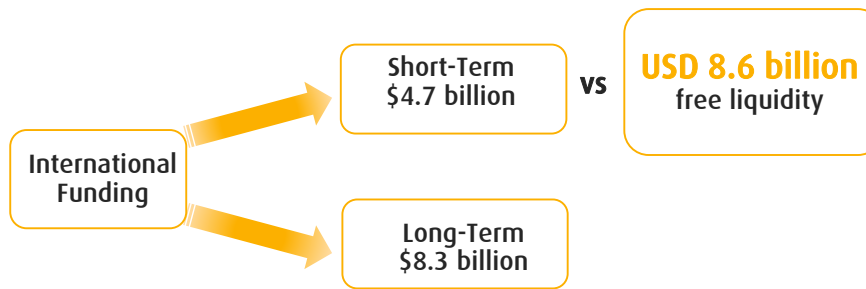 International
Funding
Short-Term
$4.7 billion
vs
USD 8.6 billion
free liquidity
Long-Term
$8.3 billion